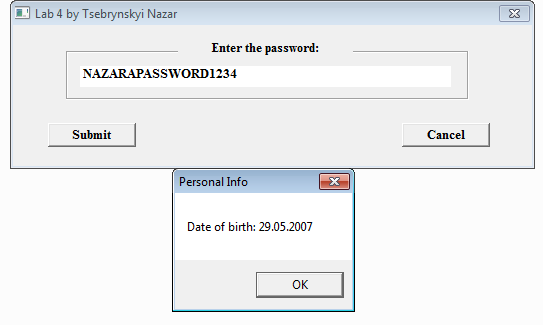 Lab 4 by Tsebrynskyi Nazar
Enter the password:
NAZARAPASSWORD1234
Submit
Cancel
Personal Info
Date of birth: 29.05.2007
OK